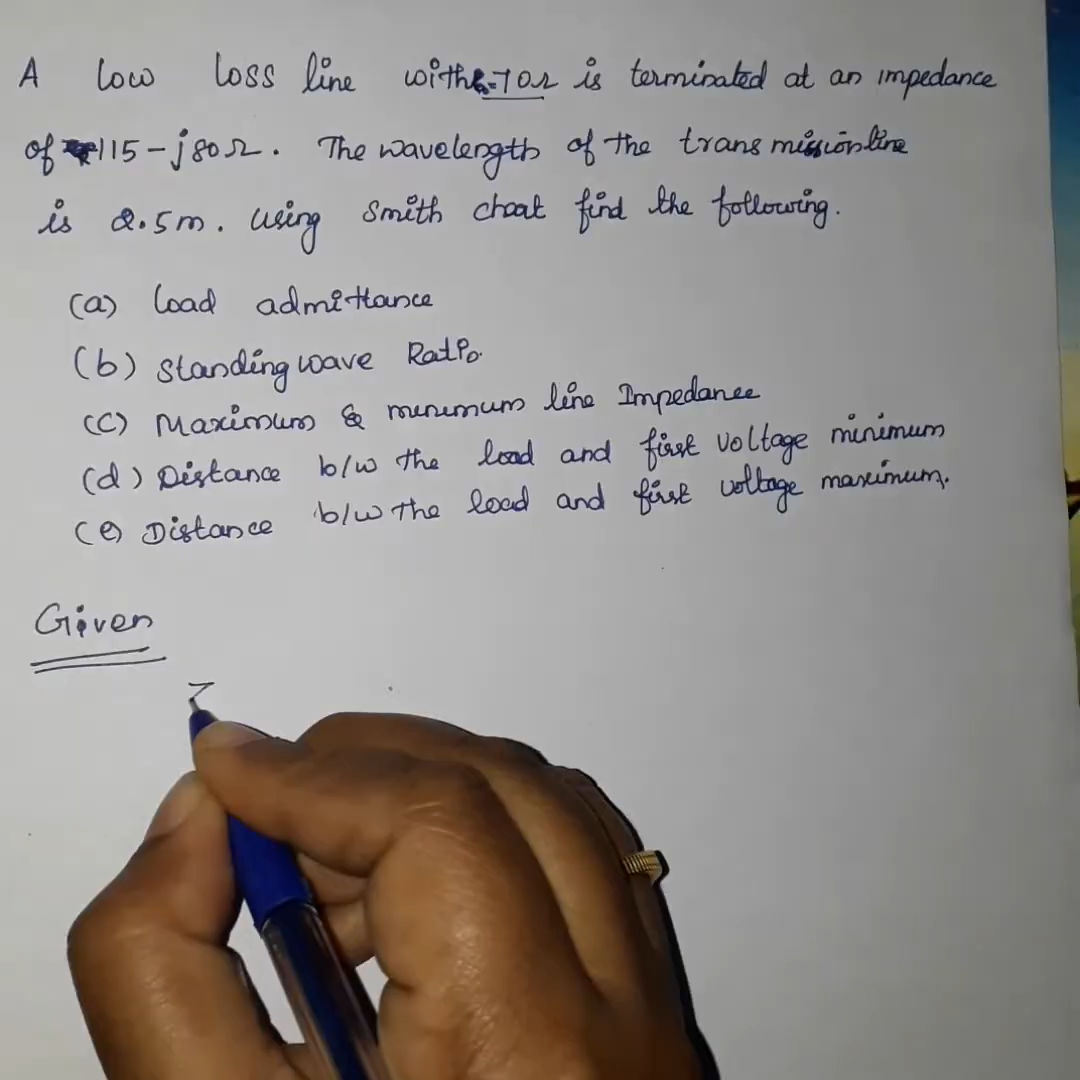 A low loss line with 70Ω is terminated at an impedance
of 115-j80Ω. The wavelength of the transmission line
is 2.5m. Using Smith chart find the following.
(a) Load admittance
(b) Standing wave Ratio.
(c) Maximum & minimum line Impedance
(d) Distance b/w the load and first voltage minimum
(e) Distance b/w the load and first voltage maximum.
Given
Z